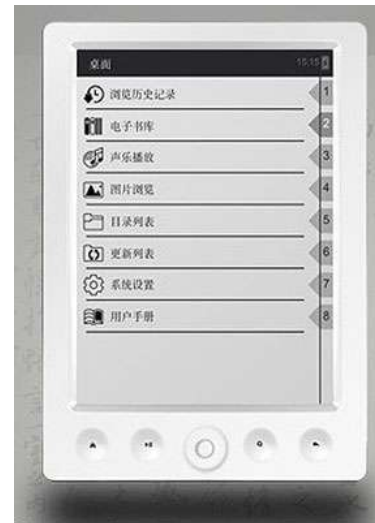 桌面 15:15
浏览历史记录 1
电子书库 2
声乐播放 3
图片浏览 4
目录列表 5
更新列表 6
系统设置 7
用户手册 8